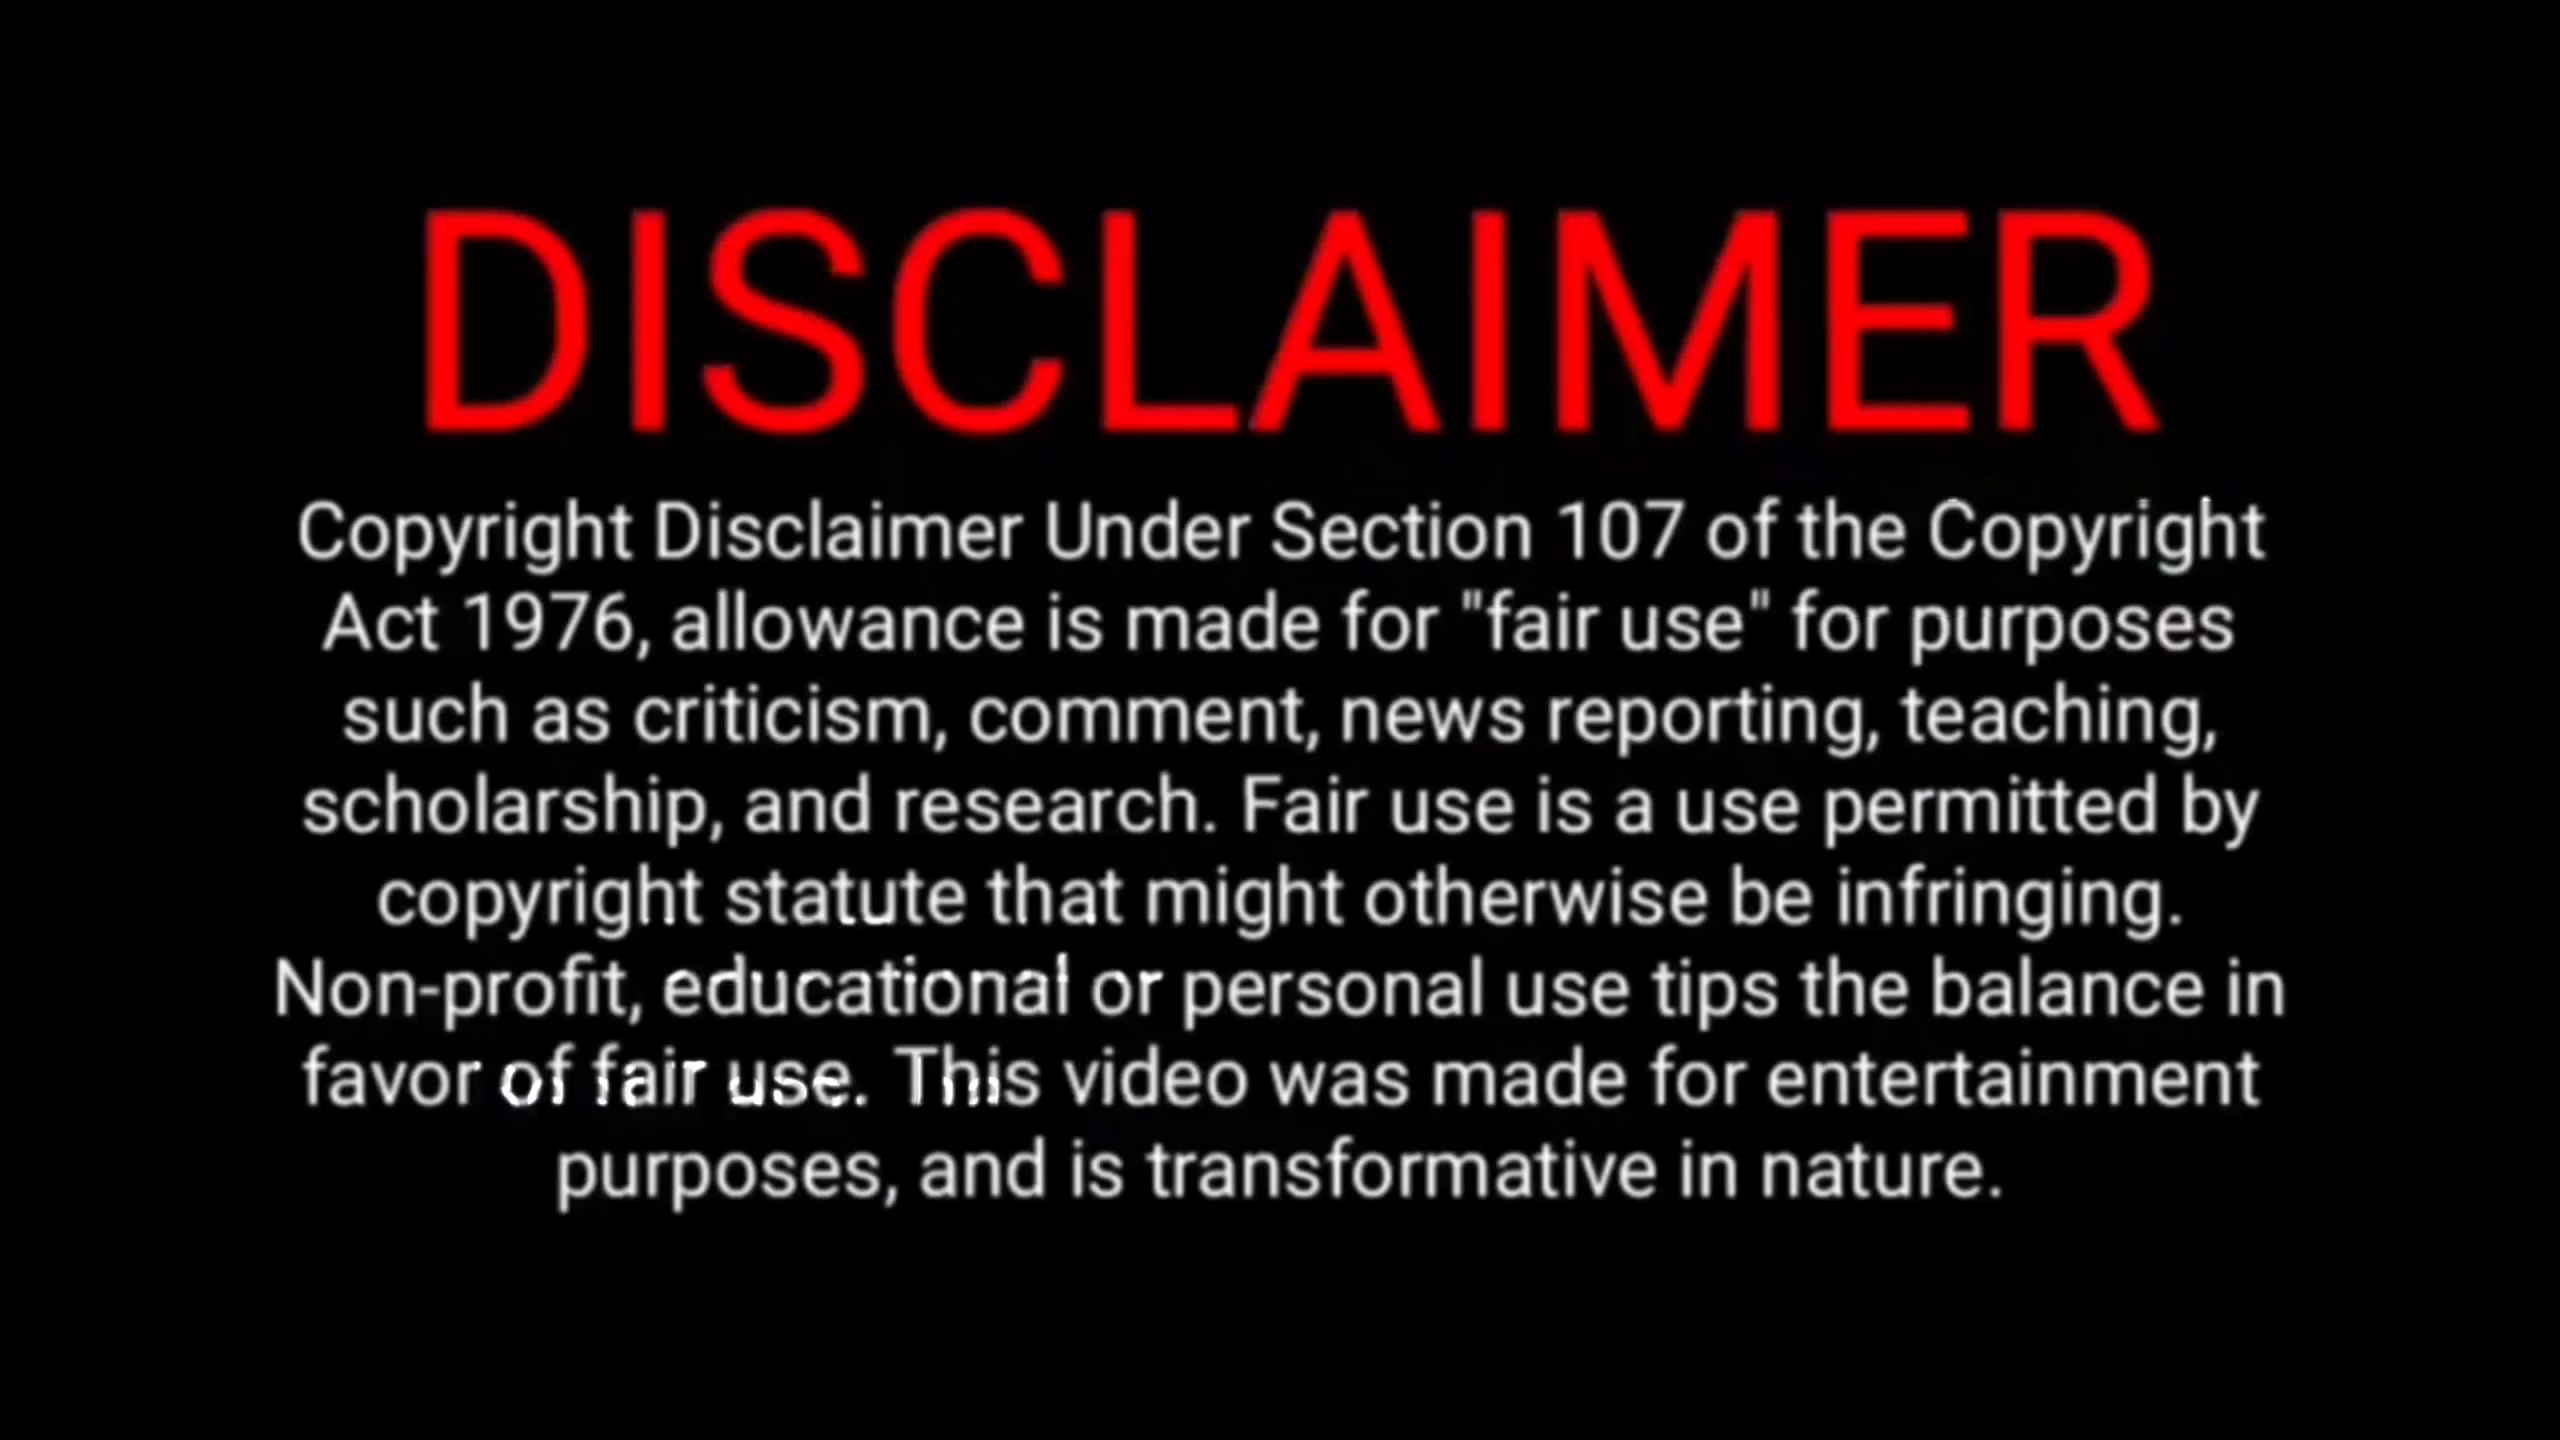 DISCLAIMER
Copyright Disclaimer Under Section 107 of the Copyright
Act 1976, allowance is made for "fair use" for purposes
such as criticism, comment, news reporting, teaching,
scholarship, and research. Fair use is a use permitted by
copyright statute that might otherwise be infringing.
Non-profit, educational or personal use tips the balance in
favor of fair use. This video was made for entertainment
purposes, and is transformative in nature.